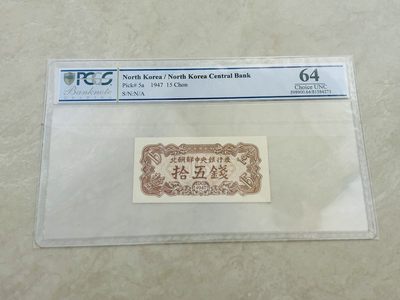 PCGS
Banknote
North Korea / North Korea Central Bank
Pick# 5a 1947 15 Chon
S/N:N/A
64
Choice UNC
北朝鮮中央銀行券
拾五錢
1947